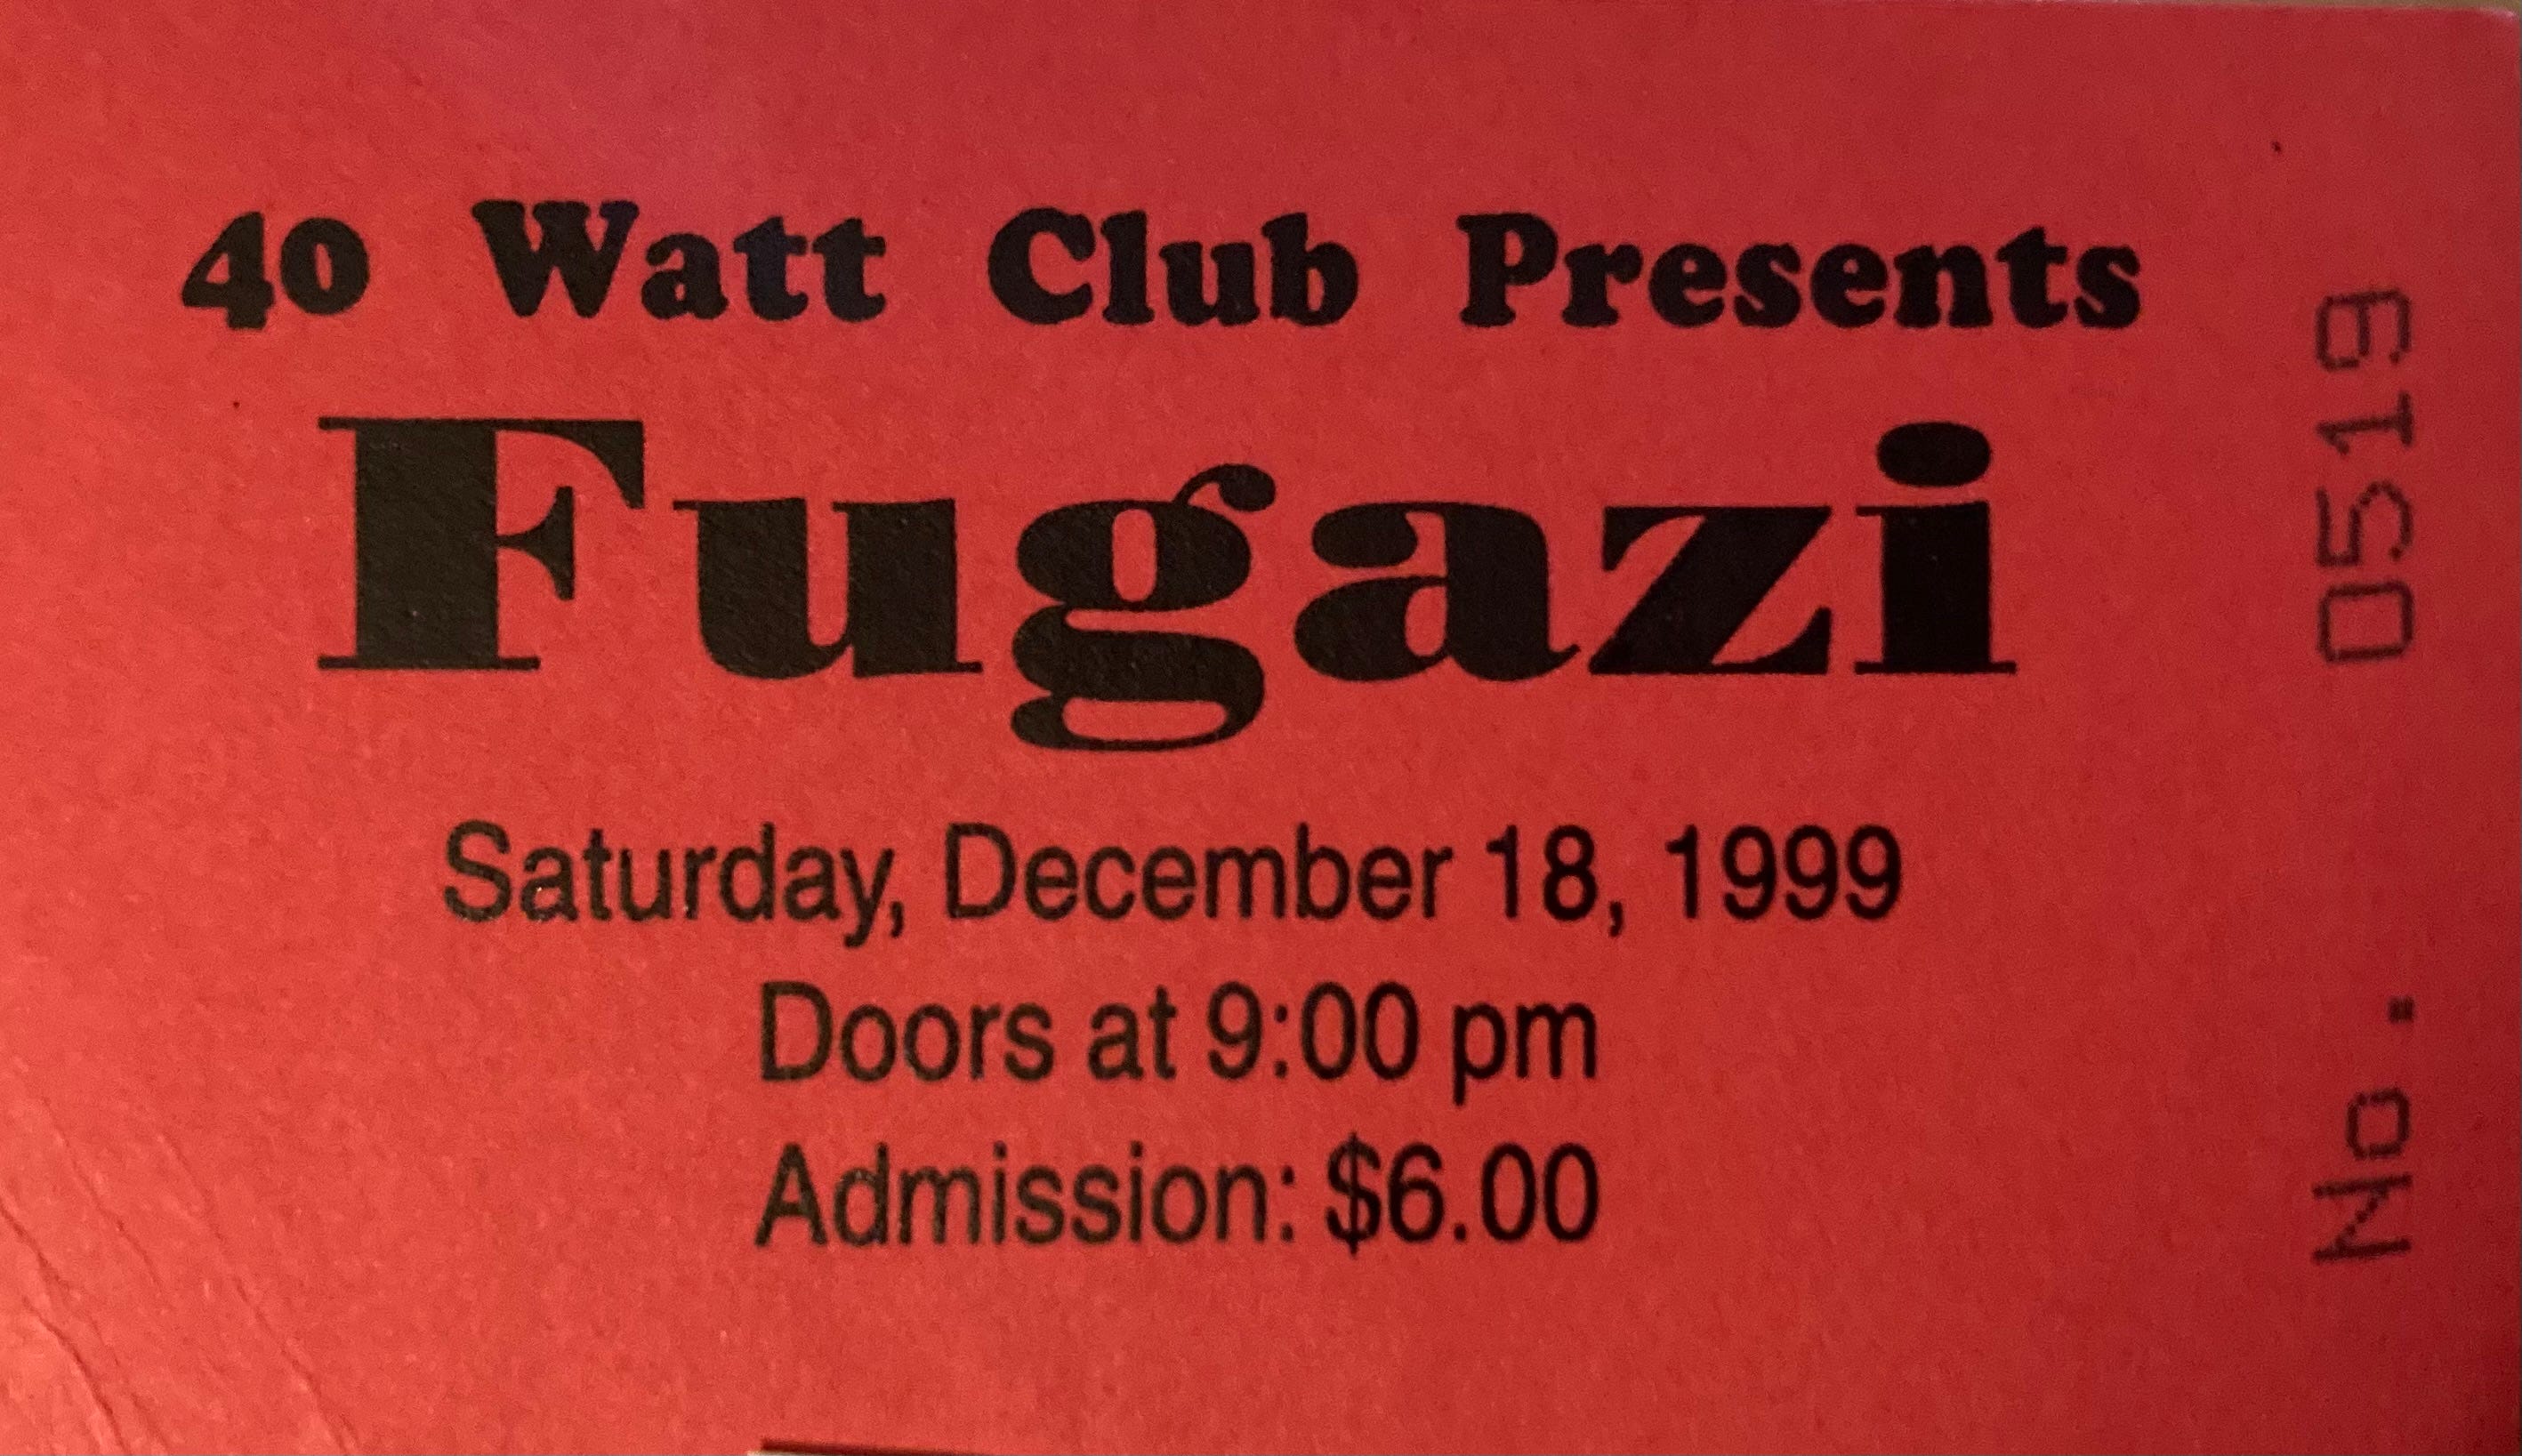 40 Watt Club Presents
Fugazi
Saturday, December 18, 1999
Doors at 9:00 pm
Admission: $6.00
No. 0519